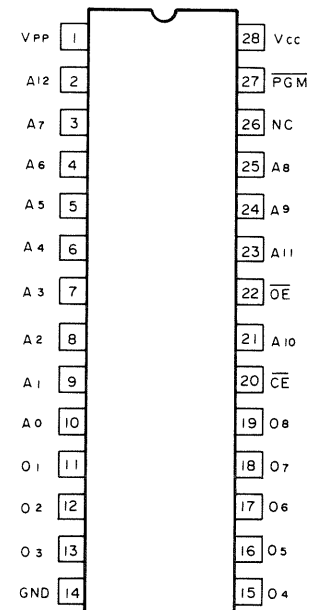 VPP 1 28 Vcc
A12 2 27 PGM
A7 3 26 NC
A6 4 25 A8
A5 5 24 A9
A4 6 23 A11
A3 7 22 OE
A2 8 21 A10
A1 9 20 CE
A0 10 19 O8
O1 11 18 O7
O2 12 17 O6
O3 13 16 O5
GND 14 15 O4